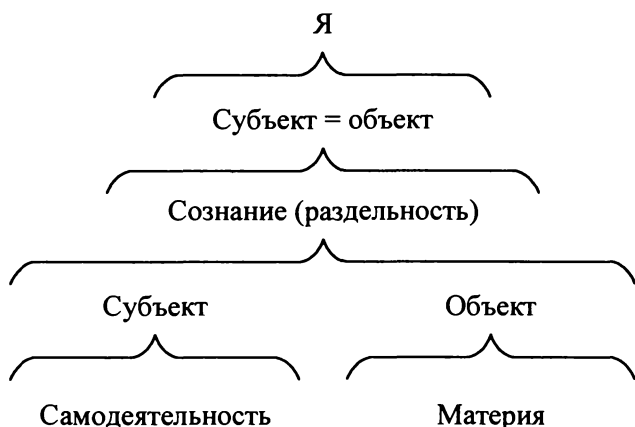 Я
Субъект = объект
Сознание (раздельность)
Субъект Объект
Самодеятельность Материя